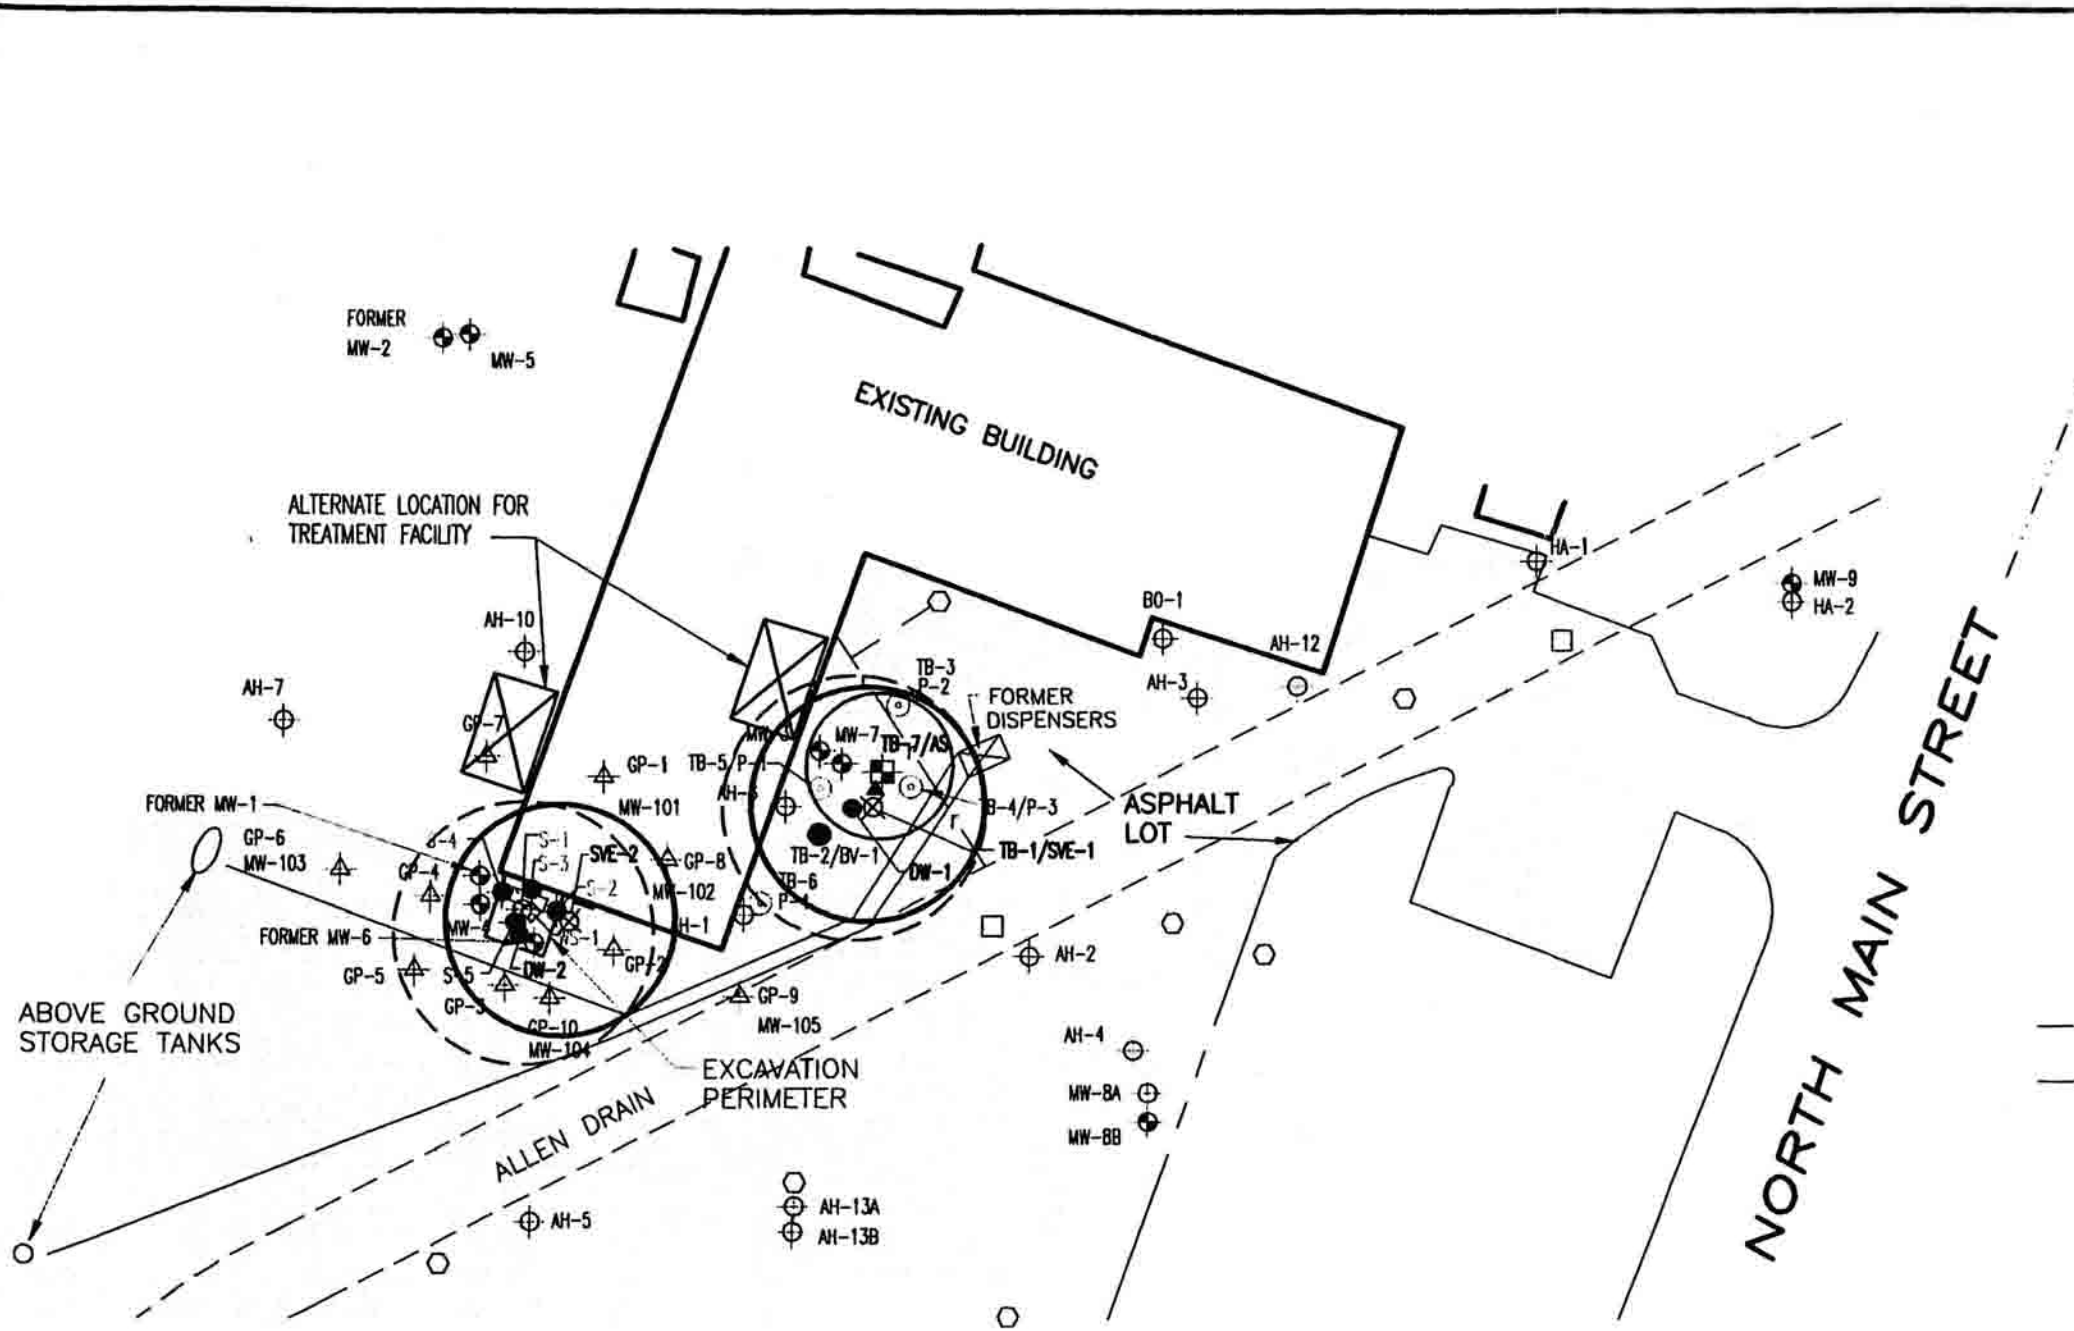 FORMER
MW-2
MW-5
EXISTING BUILDING
ALTERNATE LOCATION FOR
TREATMENT FACILITY
HA-1
MW-9
HA-2
BO-1
AH-10
AH-12
AH-3
AH-7
TB-3
P-2
FORMER
DISPENSERS
GP-7
MW-7
TB-7/AS
GP-1
TB-5/P-1
MW-101
TB-4/P-3
ASPHALT
LOT
NORTH MAIN STREET
FORMER MW-1
GP-6
MW-103
S-4
S-1
S-3
SVE-2
GP-8
TB-2/BV-1
r
TB-1/SVE-1
GP-4
S-2
MW-102
TB-6
DW-1
FORMER MW-6
GP-2
AH-2
GP-5
S-5
DW-2
GP-3
GP-10
MW-104
GP-9
MW-105
ABOVE GROUND
STORAGE TANKS
EXCAVATION
PERIMETER
AH-4
MW-8A
MW-8B
ALLEN DRAIN
AH-5
AH-13A
AH-13B